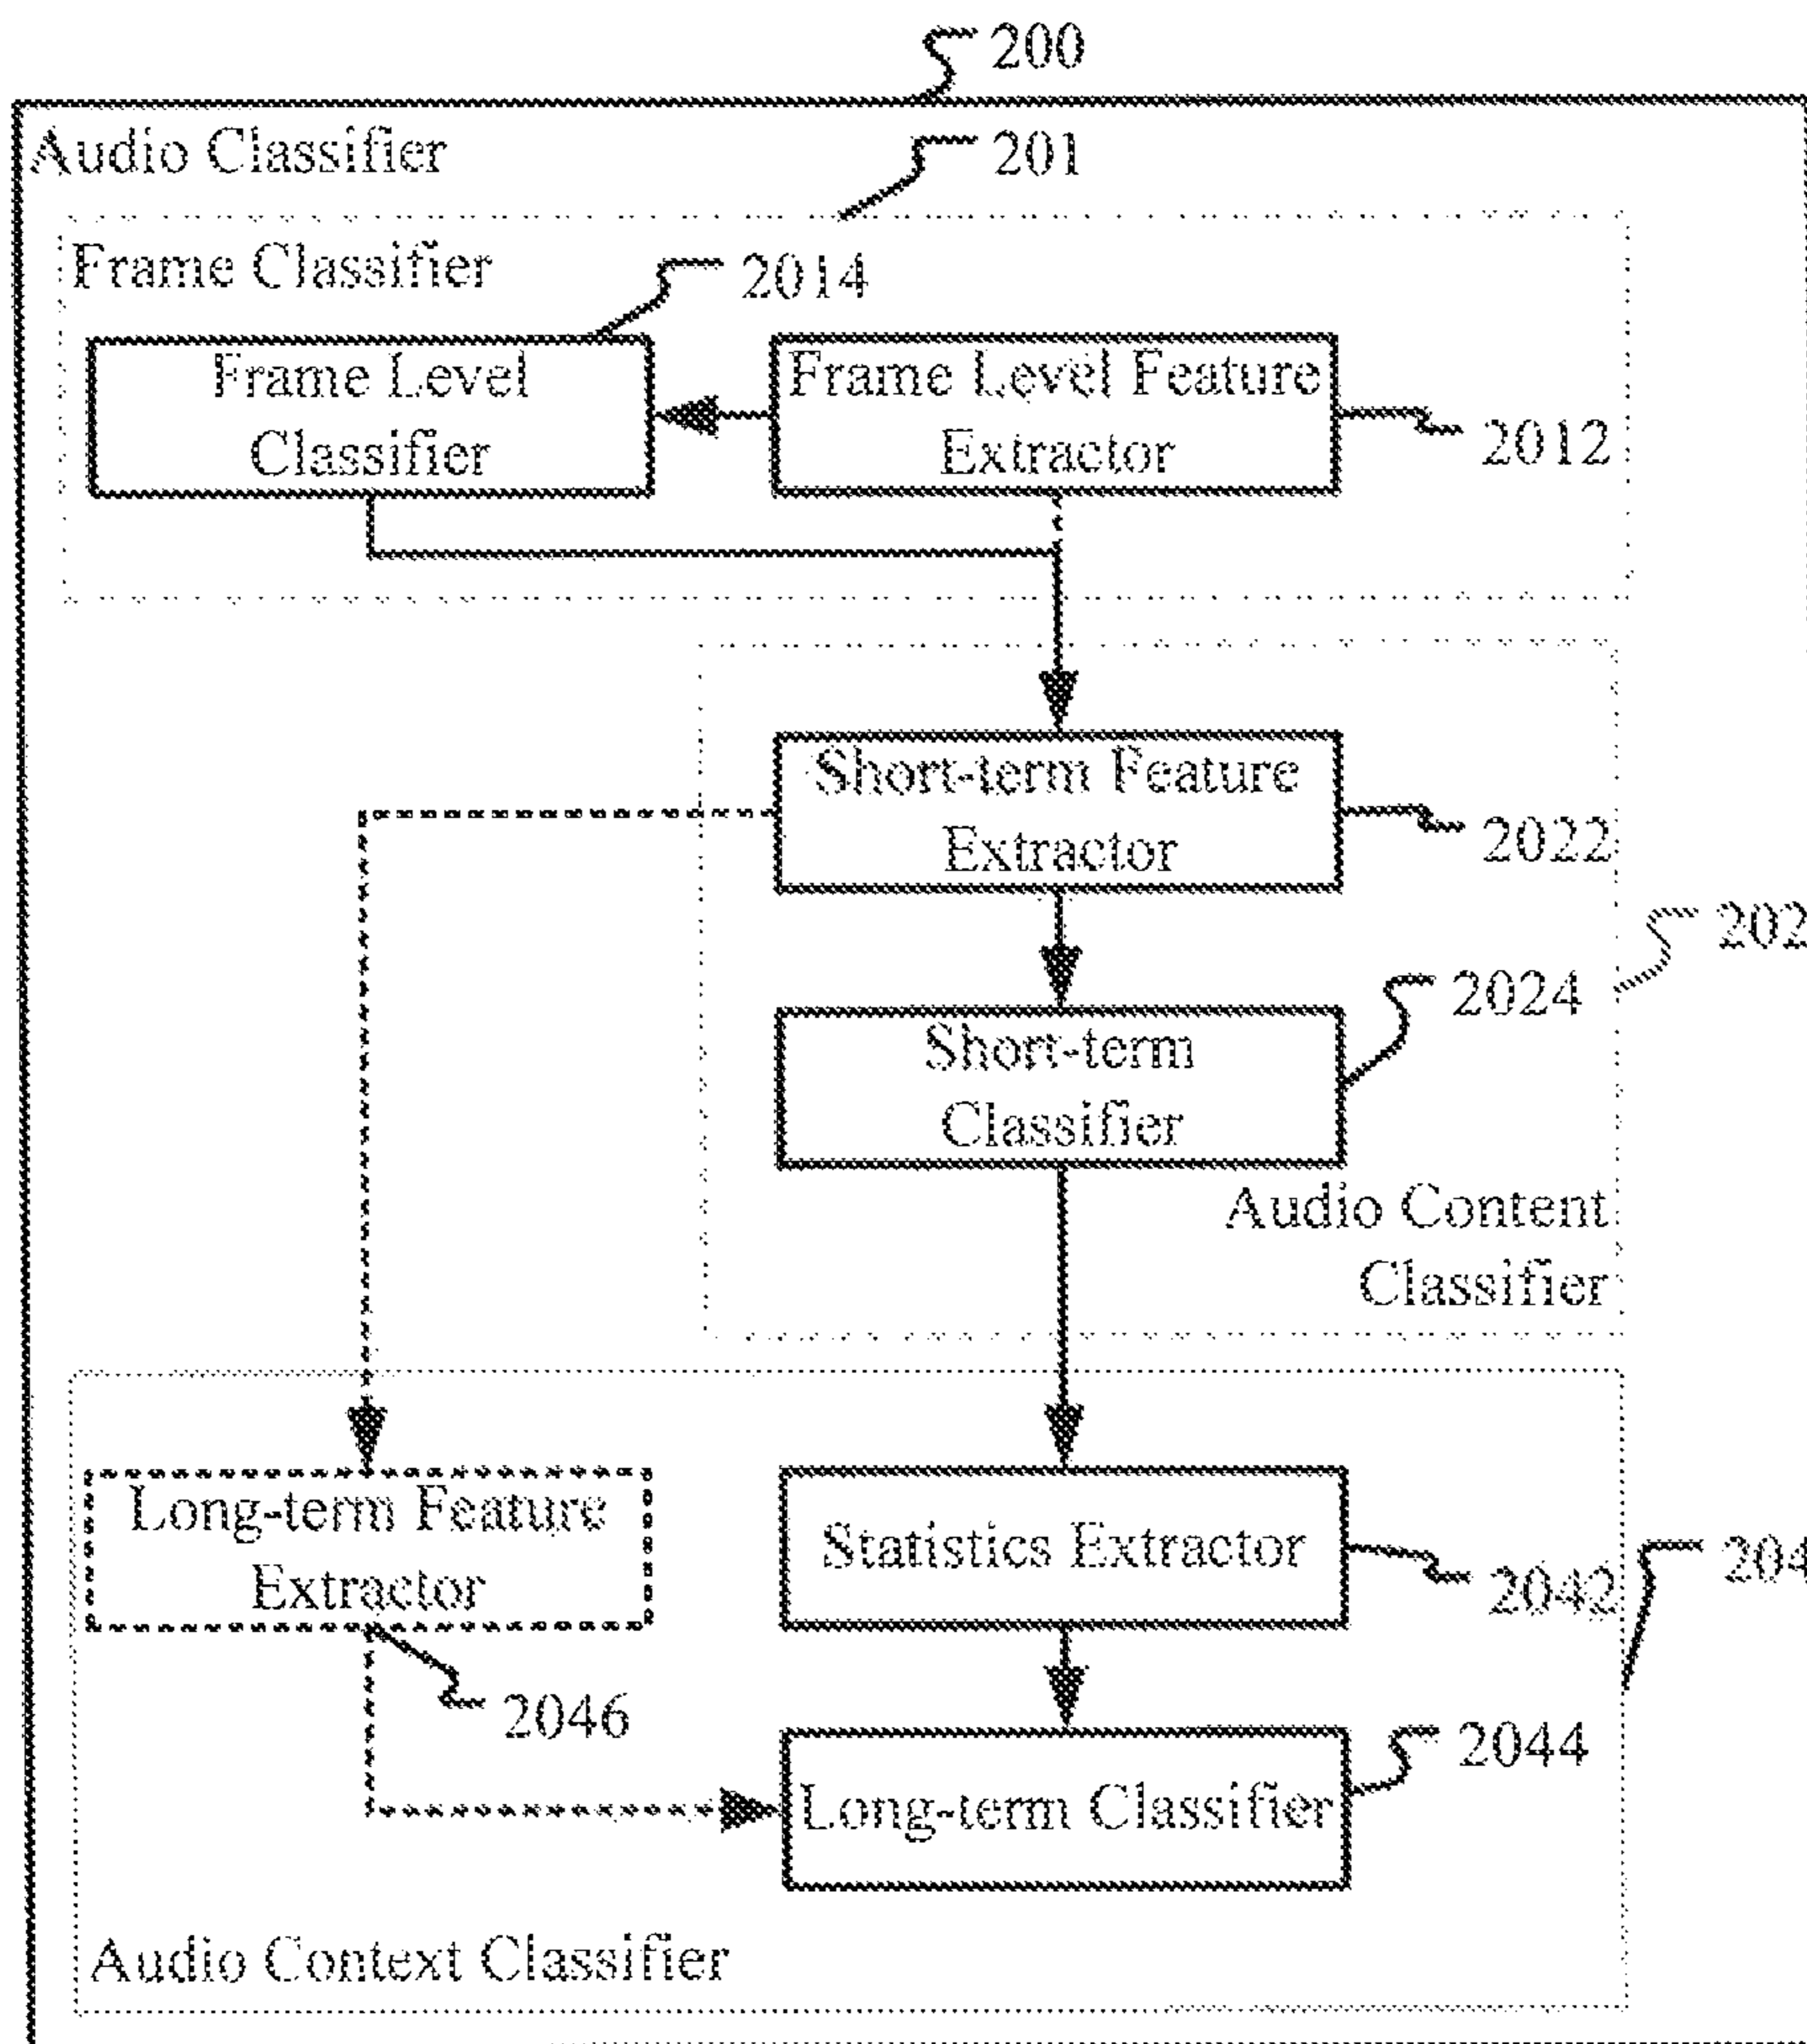 200
Audio Classifier
201
Frame Classifier
2014
Frame Level
Classifier
Frame Level Feature
Extractor
2012
Short-term Feature
Extractor
2022
202
2024
Short-term
Classifier
Audio Content
Classifier
Long-term Feature
Extractor
Statistics Extractor
2042
204
2046
2044
Long-term Classifier
Audio Context Classifier